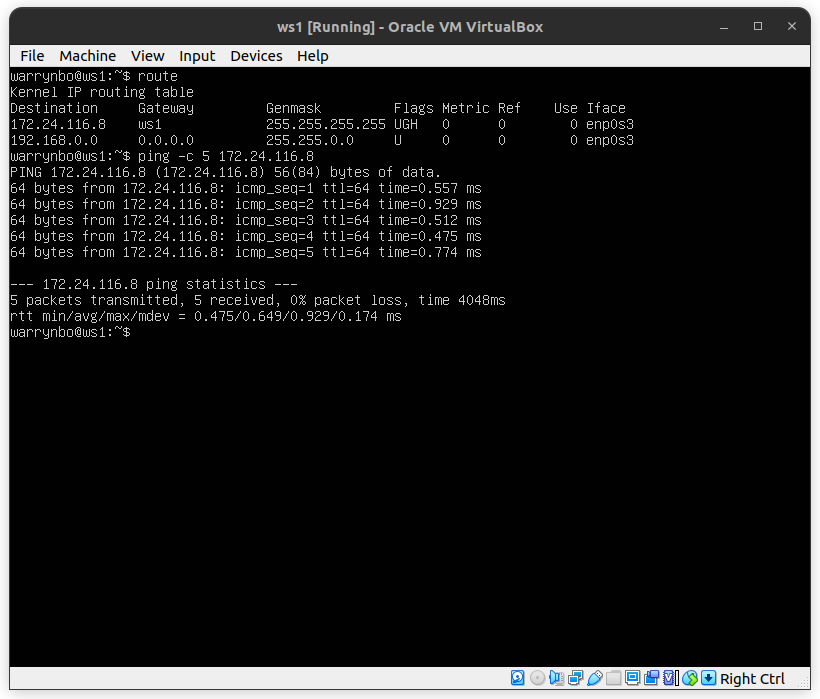 ws1 [Running] - Oracle VM VirtualBox
File Machine View Input Devices Help
warrynbo@ws1:~$ route
Kernel IP routing table
Destination     Gateway         Genmask         Flags Metric Ref    Use Iface
172.24.116.8    ws1             255.255.255.255 UGH   0      0        0 enp0s3
192.168.0.0     0.0.0.0         255.255.0.0     U     0      0        0 enp0s3
warrynbo@ws1:~$ ping -c 5 172.24.116.8
PING 172.24.116.8 (172.24.116.8) 56(84) bytes of data.
64 bytes from 172.24.116.8: icmp_seq=1 ttl=64 time=0.557 ms
64 bytes from 172.24.116.8: icmp_seq=2 ttl=64 time=0.929 ms
64 bytes from 172.24.116.8: icmp_seq=3 ttl=64 time=0.512 ms
64 bytes from 172.24.116.8: icmp_seq=4 ttl=64 time=0.475 ms
64 bytes from 172.24.116.8: icmp_seq=5 ttl=64 time=0.774 ms
--- 172.24.116.8 ping statistics ---
5 packets transmitted, 5 received, 0% packet loss, time 4048ms
rtt min/avg/max/mdev = 0.475/0.649/0.929/0.174 ms
warrynbo@ws1:~$
Right Ctrl